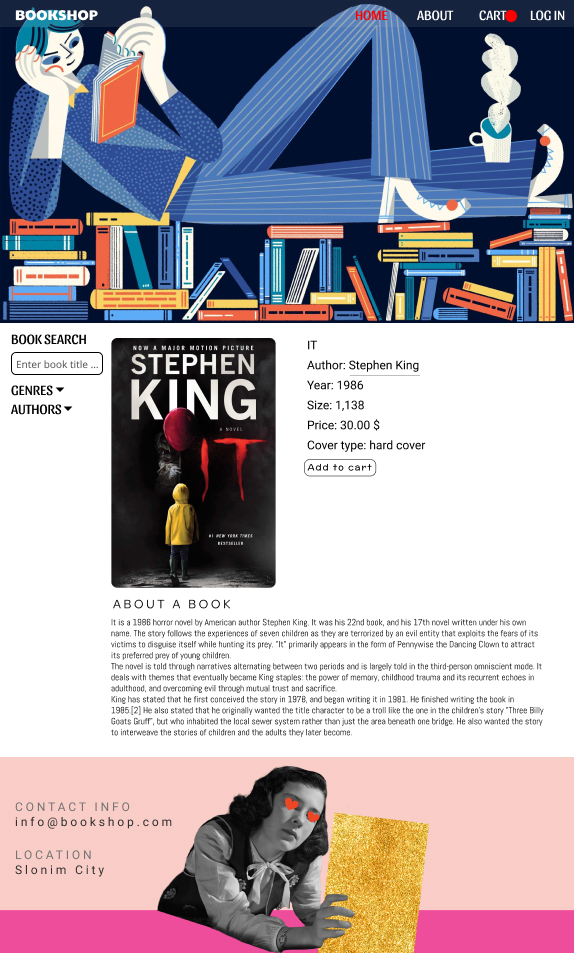 BOOKSHOP
HOME ABOUT CART LOG IN
BOOK SEARCH
Enter book title ...
GENRES
AUTHORS
NOW A MAJOR MOTION PICTURE
STEPHEN
KING
A NOVEL
IT
#1 NEW YORK TIMES
BESTSELLER
IT
Author: Stephen King
Year: 1986
Size: 1,138
Price: 30.00 $
Cover type: hard cover
Add to cart
ABOUT A BOOK
It is a 1986 horror novel by American author Stephen King. It was his 22nd book, and his 17th novel written under his own
name. The story follows the experiences of seven children as they are terrorized by an evil entity that exploits the fears of its
victims to disguise itself while hunting its prey. "It" primarily appears in the form of Pennywise the Dancing Clown to attract
its preferred prey of young children.
The novel is told through narratives alternating between two periods and is largely told in the third-person omniscient mode. It
deals with themes that eventually became King staples: the power of memory, childhood trauma and its recurrent echoes in
adulthood, and overcoming evil through mutual trust and sacrifice.
King has stated that he first conceived the story in 1978, and began writing it in 1981. He finished writing the book in
1985.[2] He also stated that he originally wanted the title character to be a troll like the one in the children's story "Three Billy
Goats Gruff", but who inhabited the local sewer system rather than just the area beneath one bridge. He also wanted the story
to interweave the stories of children and the adults they later become.
CONTACT INFO
info@bookshop.com
LOCATION
Slonim City